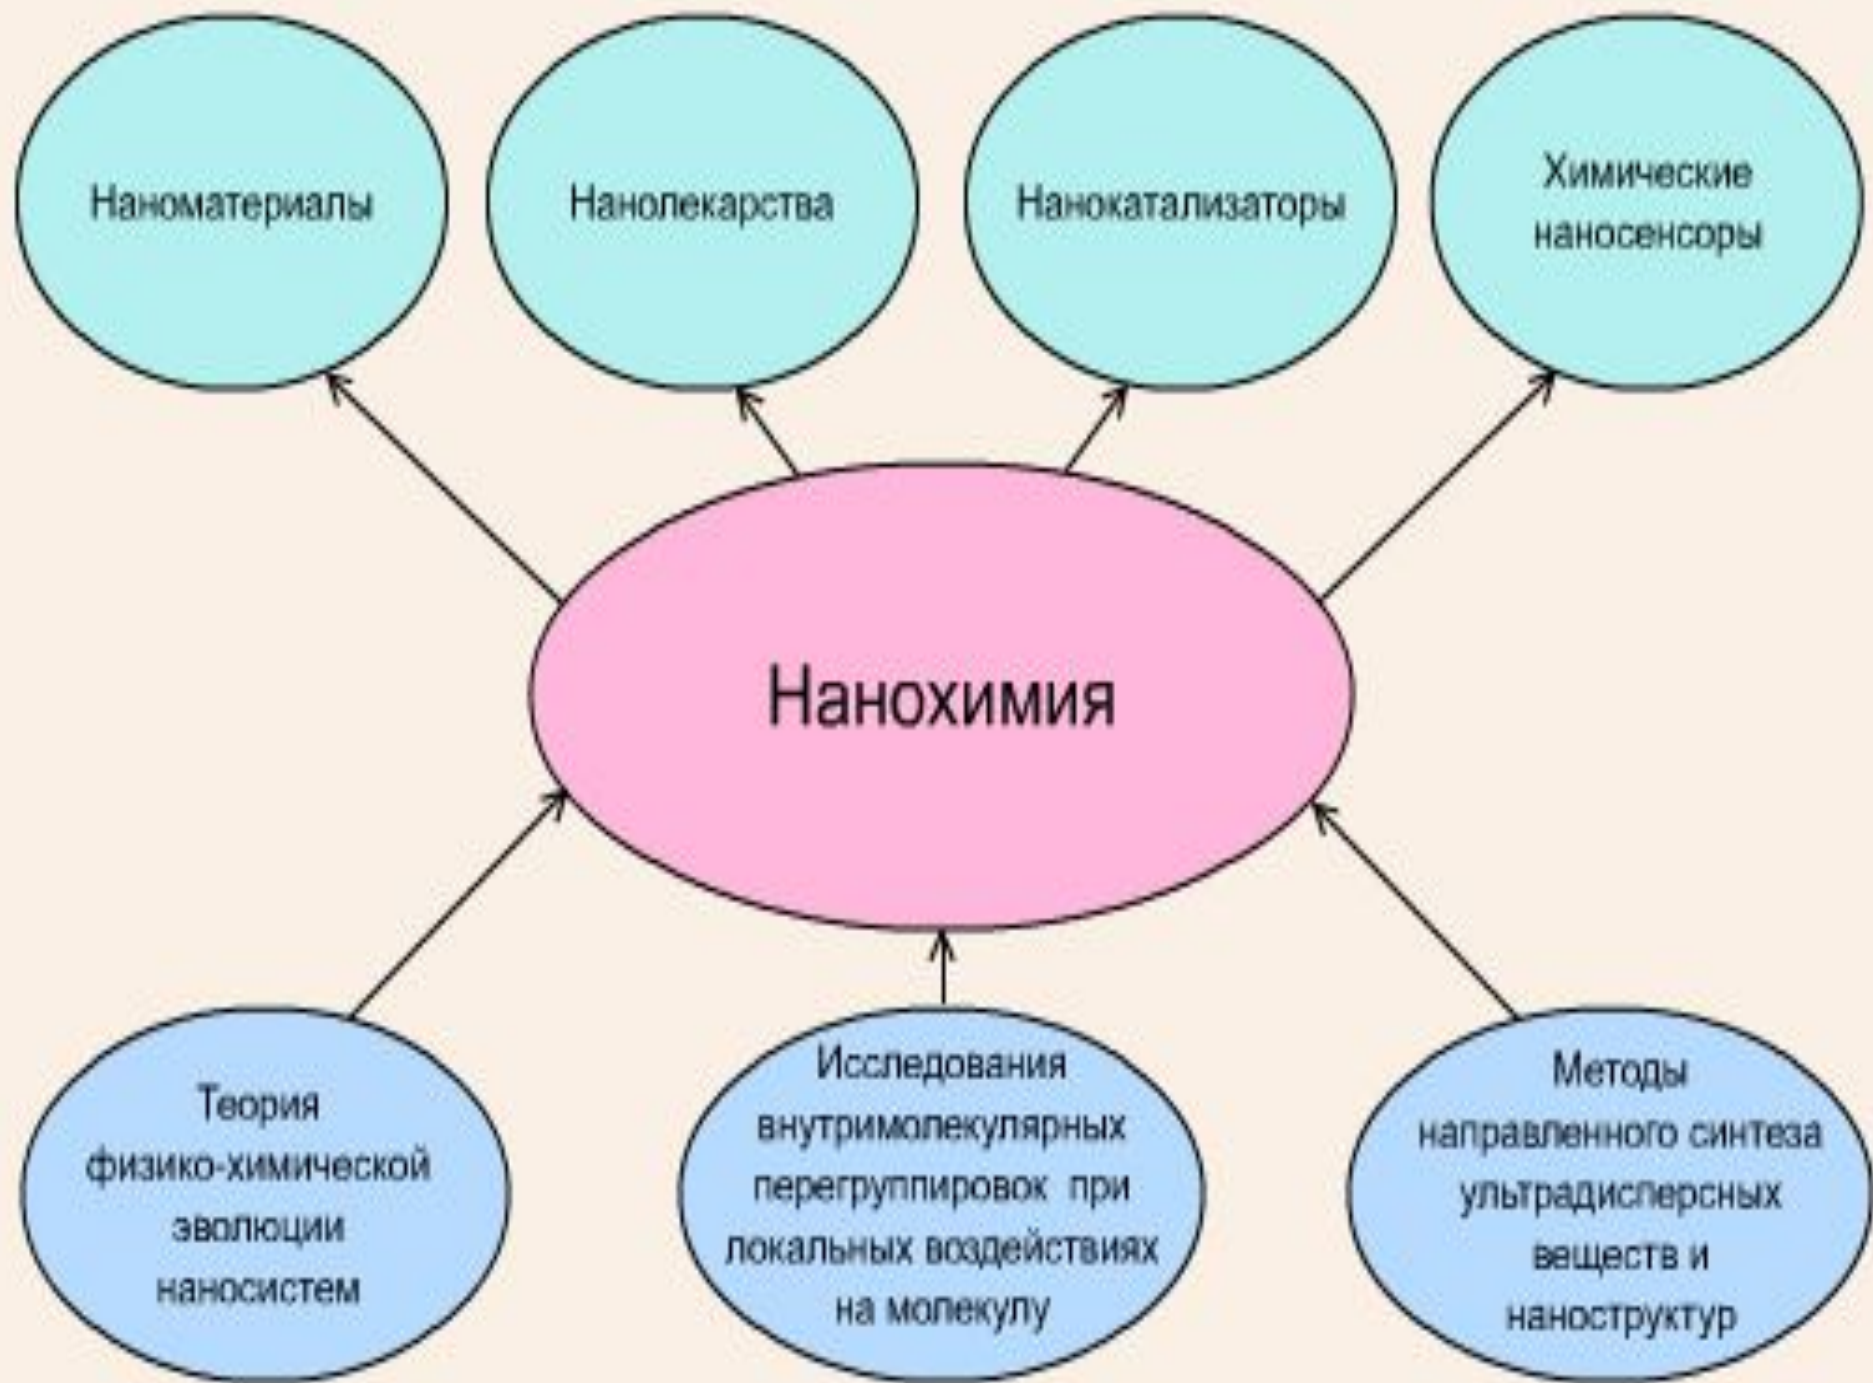 Наноматериалы
Нанолекарства
Нанокатализаторы
Химические
наносенсоры
Нанохимия
Теория
физико-химической
эволюции
наносистем
Исследования
внутримолекулярных
перегруппировок при
локальных воздействиях
на молекулу
Методы
направленного синтеза
ультрадисперсных
веществ и
наноструктур